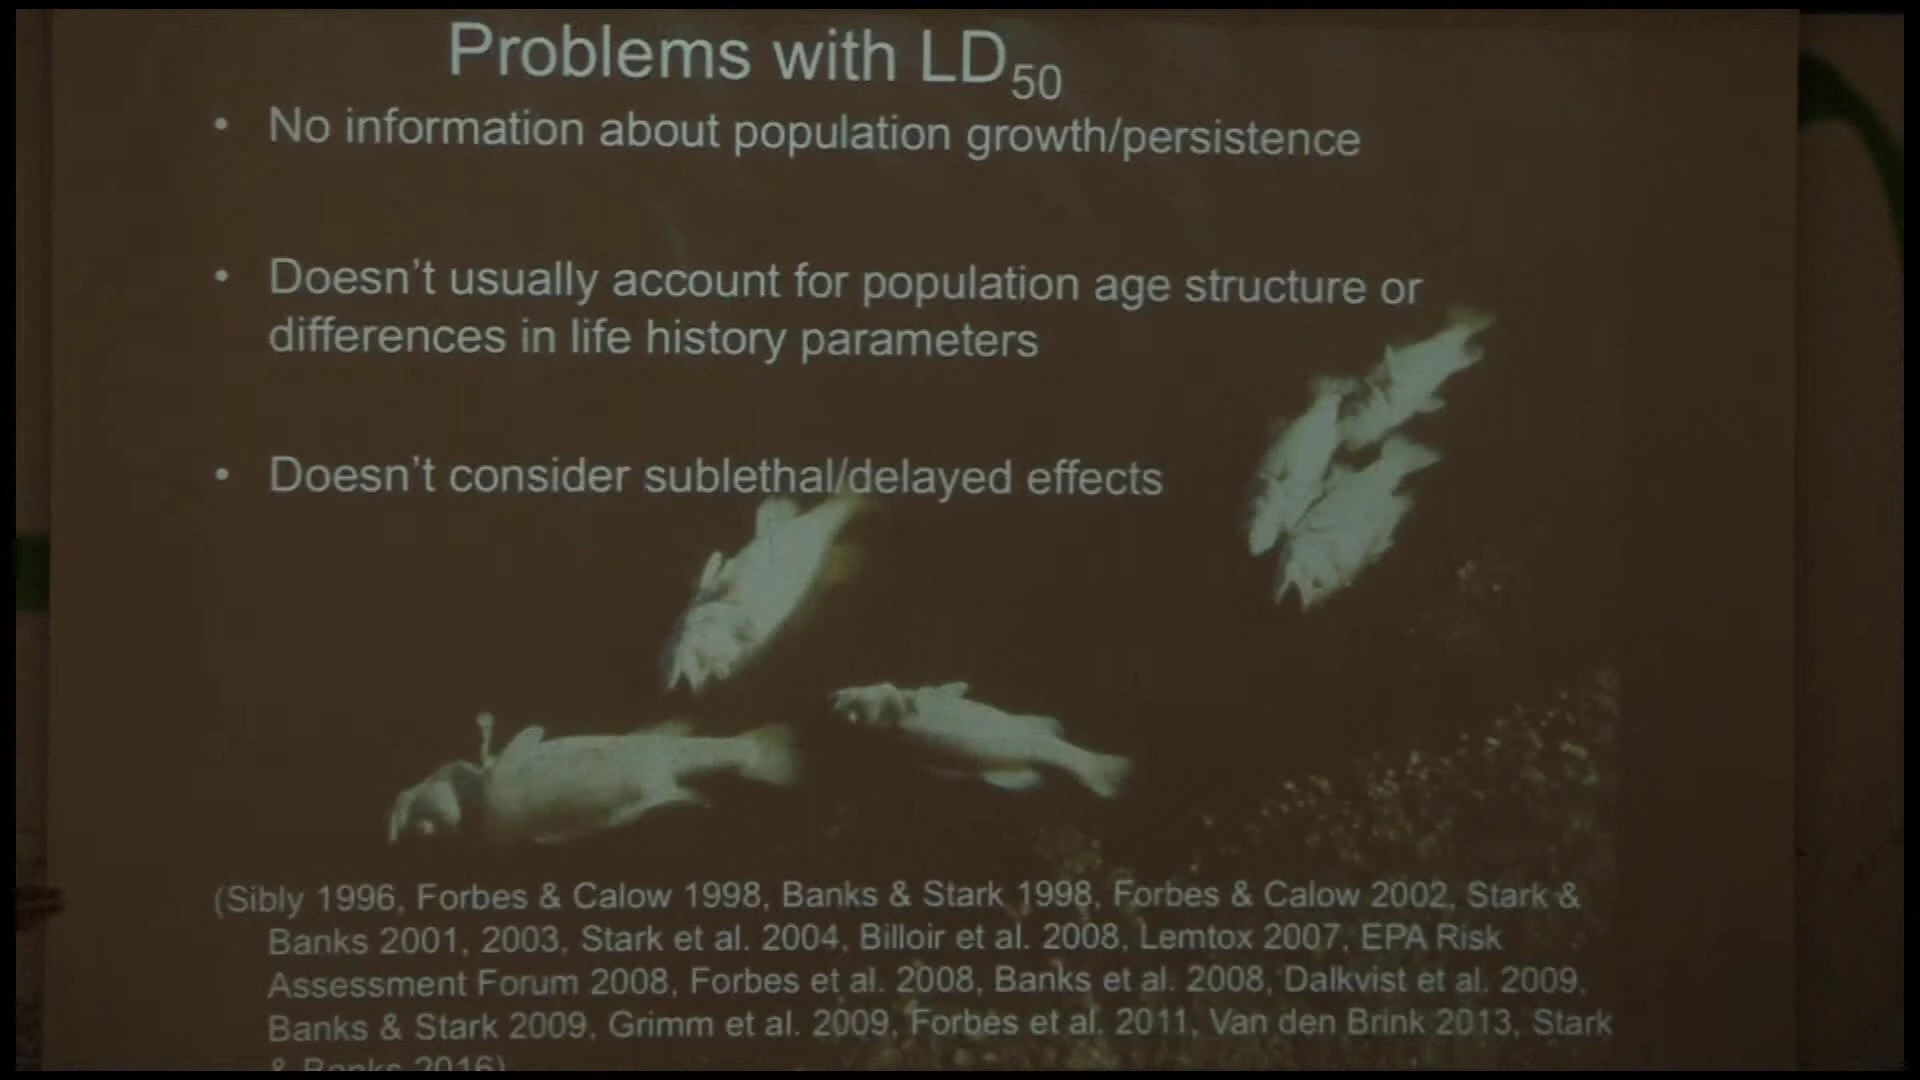 Problems with LD50
• No information about population growth/persistence
• Doesn't usually account for population age structure or
differences in life history parameters
• Doesn't consider sublethal/delayed effects
(Sibly 1996, Forbes & Calow 1998, Banks & Stark 1998, Forbes & Calow 2002, Stark &
Banks 2001, 2003, Stark et al. 2004, Billoir et al. 2008, Lemtox 2007, EPA Risk
Assessment Forum 2008, Forbes et al. 2008, Banks et al. 2008, Dalkvist et al. 2009,
Banks & Stark 2009, Grimm et al. 2009, Forbes et al. 2011, Van den Brink 2013, Stark
& Banks 2016)